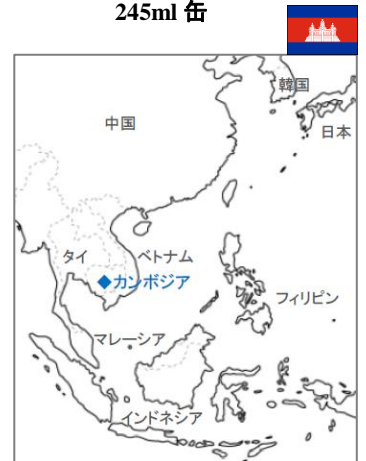 245ml 缶
韓国
中国
日本
タイ
ベトナム
カンボジア
フィリピン
マレーシア
インドネシア